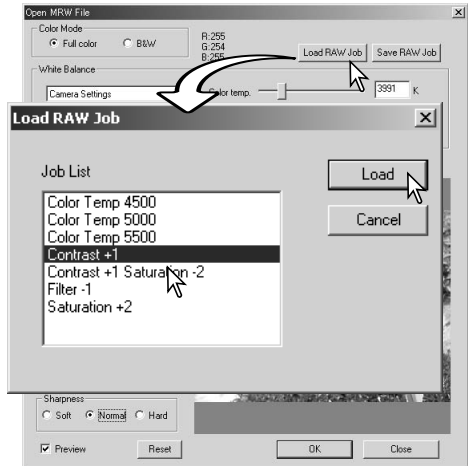 Open MRW File
Color Mode
Full color B&W
R:255
G:254
B:255
Load RAW Job Save RAW Job
White Balance
Camera Settings
Color temp. 3991 K
Load RAW Job
Job List
Color Temp 4500
Color Temp 5000
Color Temp 5500
Contrast +1
Contrast +1 Saturation -2
Filter -1
Saturation +2
Load
Cancel
Sharpness
Soft Normal Hard
Preview Reset OK Close